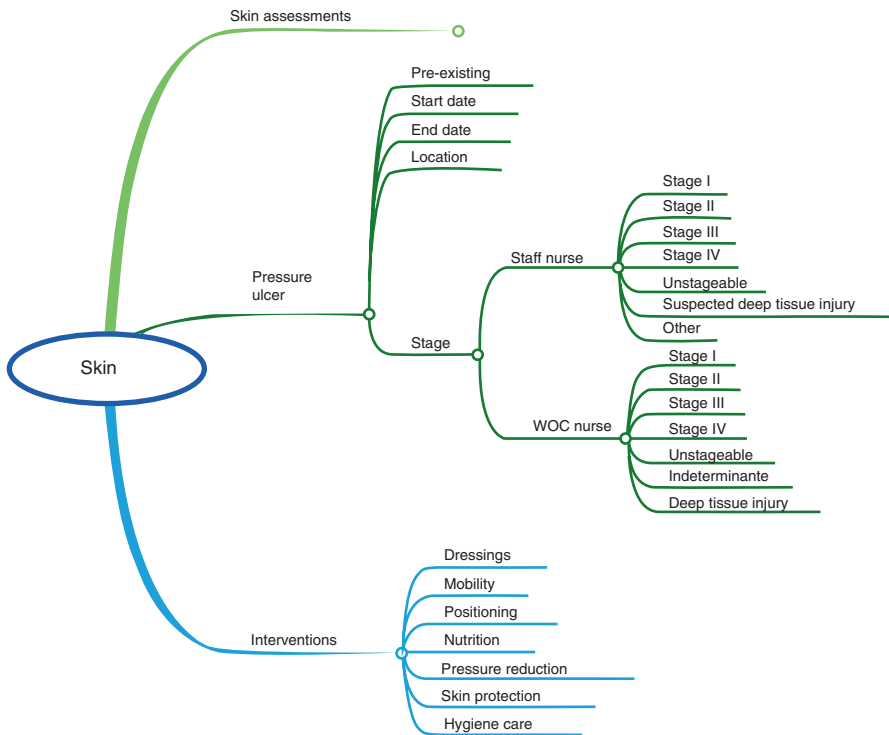 Skin assessments
Pre-existing
Start date
End date
Location
Stage I
Stage II
Stage III
Stage IV
Staff nurse
Unstageable
Suspected deep tissue injury
Other
Pressure
ulcer
Stage
Skin
Stage I
Stage II
Stage III
Stage IV
WOC nurse
Unstageable
Indeterminante
Deep tissue injury
Dressings
Mobility
Positioning
Nutrition
Interventions
Pressure reduction
Skin protection
Hygiene care